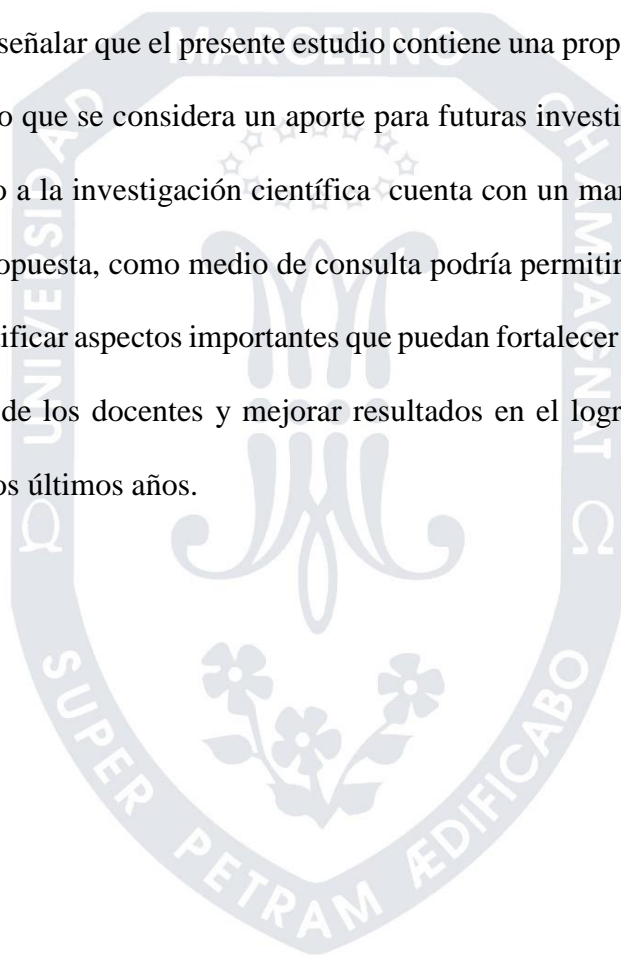 señalar que el presente estudio contiene una prop
o que se considera un aporte para futuras investi
o a la investigación científica cuenta con un mar
opuesta, como medio de consulta podría permitir
tificar aspectos importantes que puedan fortalecer
de los docentes y mejorar resultados en el logr
os últimos años.
UNIVERSIDAD MARCELINO CHAMPAGNAT
SUPER PETRAM ÆDIFICABO